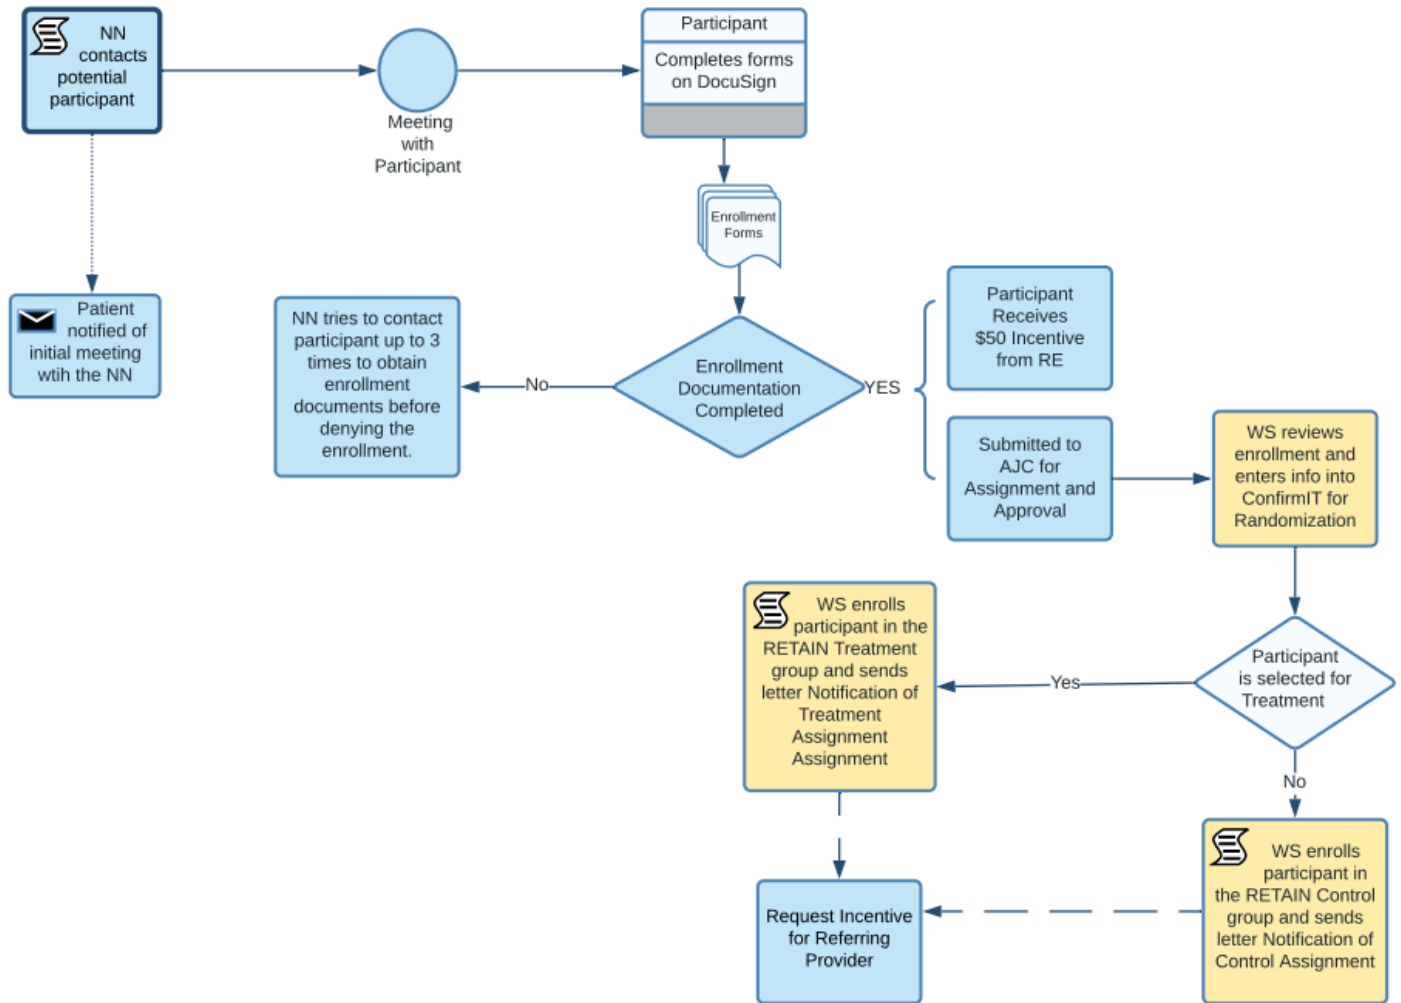 NN
contacts
potential
participant
Meeting
with
Participant
Participant
Completes forms
on DocuSign
Enrollment
Forms
Patient
notified of
initial meeting
wtih the NN
NN tries to contact
participant up to 3
times to obtain
enrollment
documents before
denying the
enrollment.
No
Enrollment
Documentation
Completed
YES
Participant
Receives
$50 Incentive
from RE
Submitted to
AJC for
Assignment and
Approval
WS reviews
enrollment and
enters info into
ConfirmIT for
Randomization
Participant
is selected for
Treatment
Yes
WS enrolls
participant in the
RETAIN Treatment
group and sends
letter Notification of
Treatment
Assignment
Assignment
No
WS enrolls
participant in
the RETAIN Control
group and sends
letter Notification of
Control Assignment
Request Incentive
for Referring
Provider